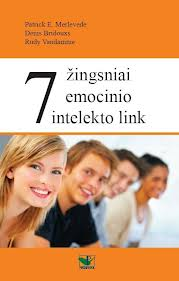 Patrick E. Merlevede
Denis Bridoux
Rudy Vandamme
7 žingsniai
emocinio
intelekto link